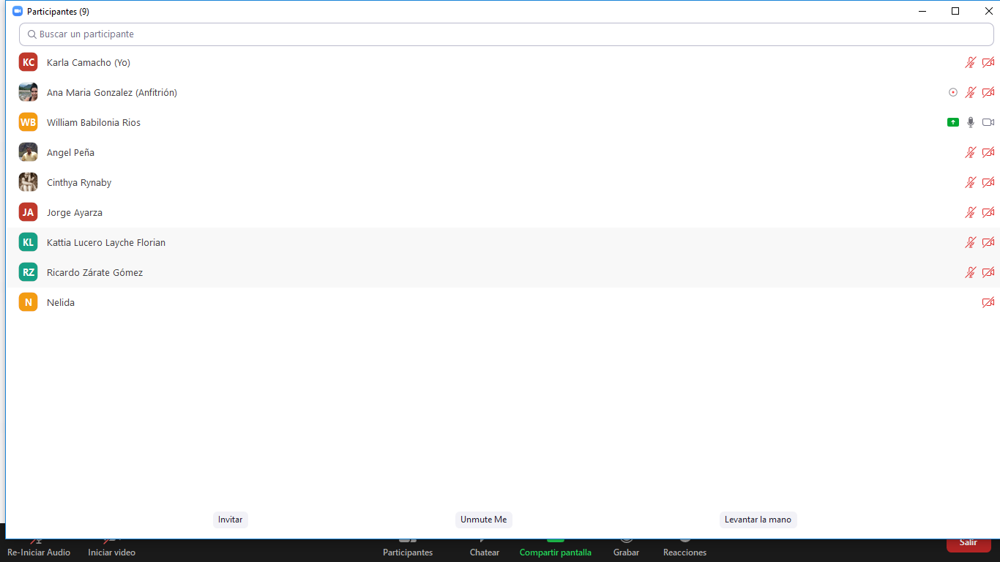 Participantes (9)
Buscar un participante
KC Karla Camacho (Yo)
Ana Maria Gonzalez (Anfitrión)
WB William Babilonia Rios
Angel Peña
Cinthya Rynaby
JA Jorge Ayarza
KL Kattia Lucero Layche Florian
RZ Ricardo Zárate Gómez
N Nelida
Invitar Unmute Me Levantar la mano
Re-Iniciar Audio Iniciar video Participantes Chatear Compartir pantalla Grabar Reacciones Salir